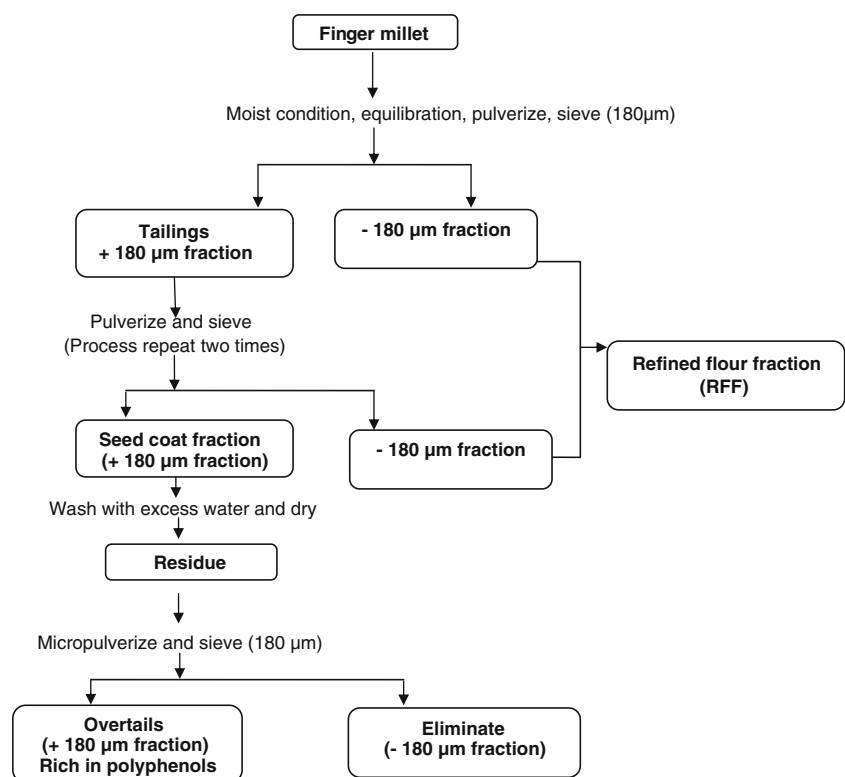 Finger millet
Moist condition, equilibration, pulverize, sieve (180µm)
Tailings
+ 180 µm fraction
- 180 µm fraction
Pulverize and sieve
(Process repeat two times)
Refined flour fraction
(RFF)
Seed coat fraction
(+ 180 µm fraction)
- 180 µm fraction
Wash with excess water and dry
Residue
Micropulverize and sieve (180 µm)
Overtails
(+ 180 µm fraction)
Rich in polyphenols
Eliminate
(- 180 µm fraction)